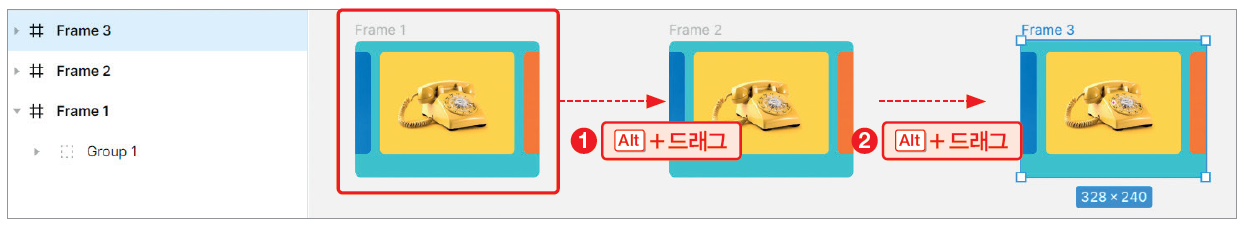 Frame 3
Frame 2
Frame 1
Group 1
Frame 1
Frame 2
Frame 3
1 Alt + 드래그
2 Alt + 드래그
328 × 240